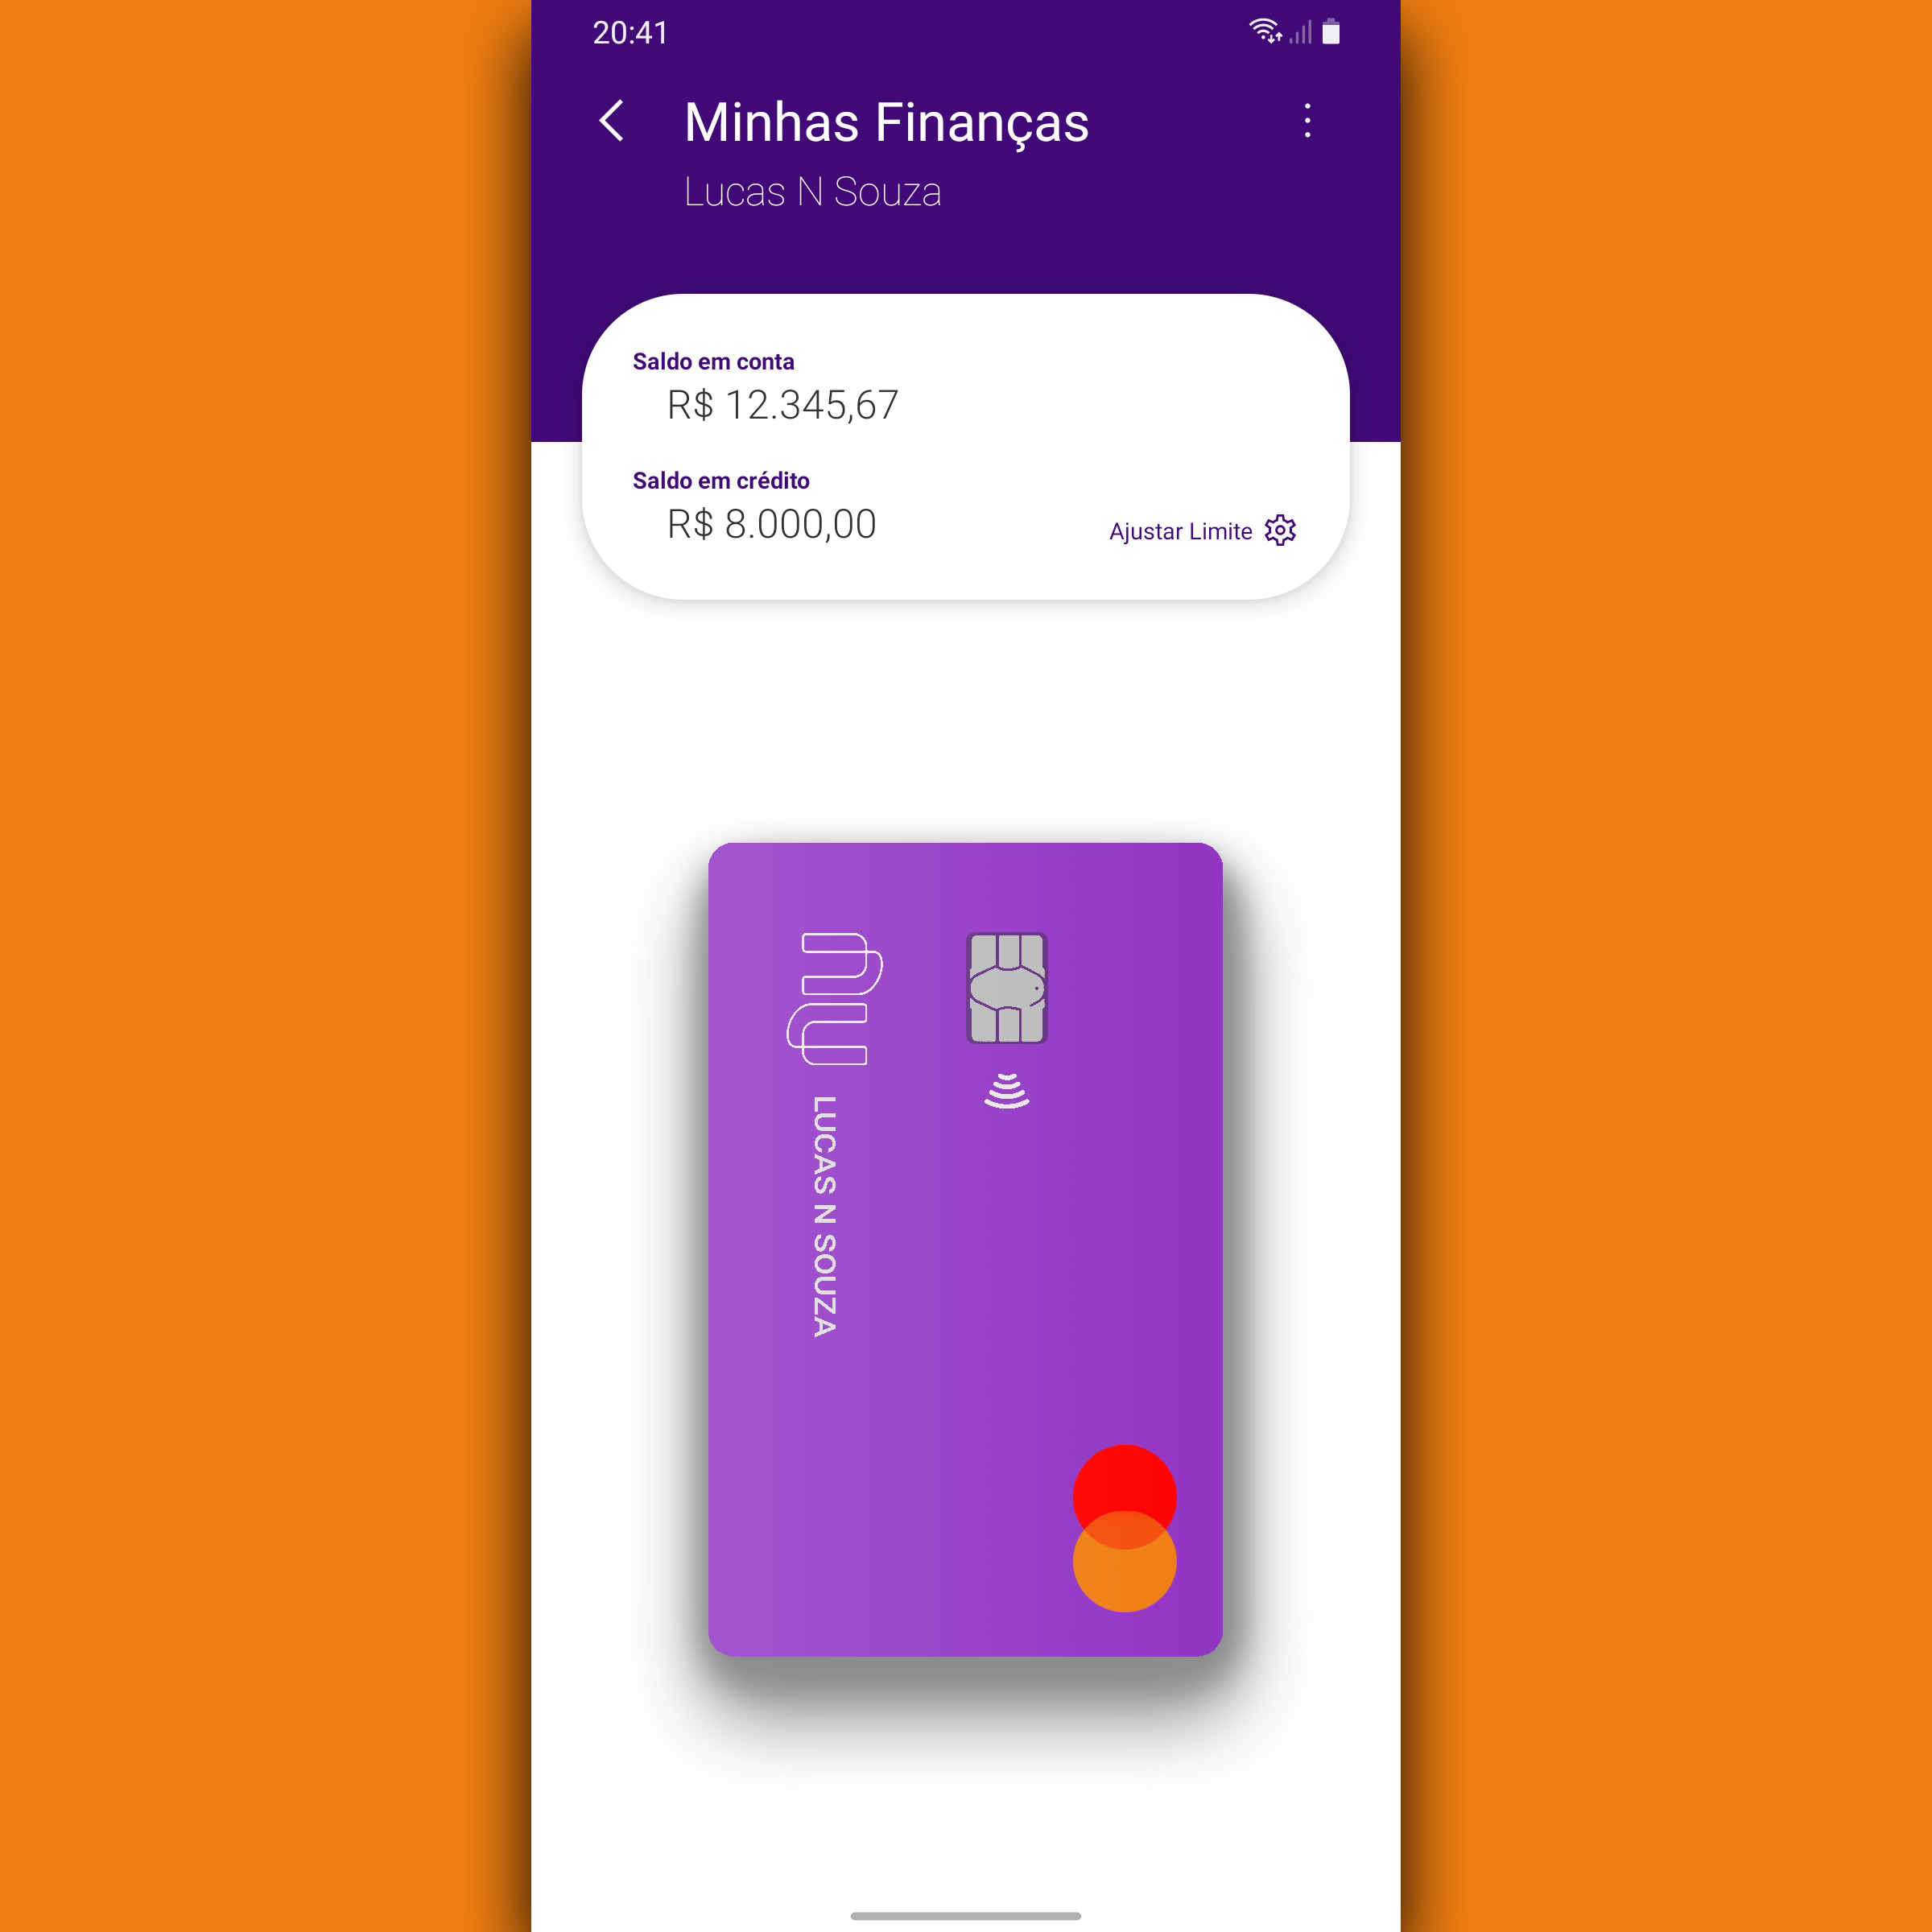 20:41
Minhas Finanças
Lucas N Souza
Saldo em conta
R$ 12.345,67
Saldo em crédito
R$ 8.000,00
Ajustar Limite
nu
LUCAS N SOUZA